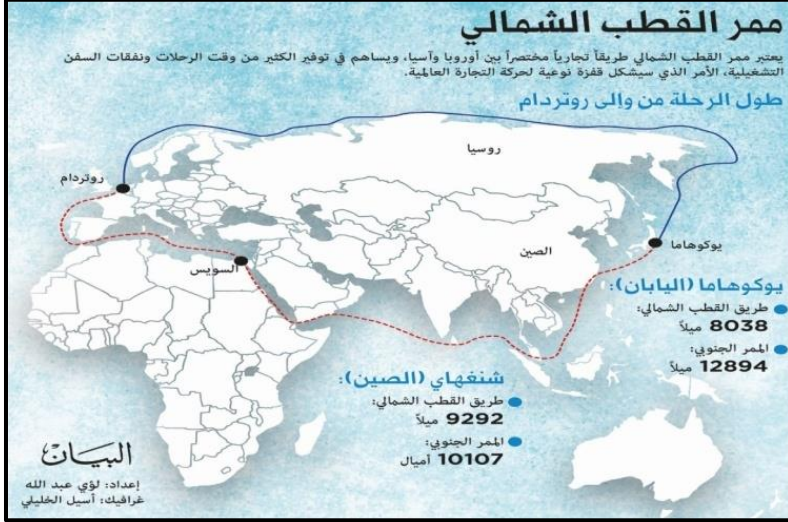 ممر القطب الشمالي
يعتبر ممر القطب الشمالي طريقاً تجارياً مختصراً بين أوروبا وآسيا، ويساهم في توفير الكثير من وقت الرحلات ونفقات السفن
التشغيلية، الأمر الذي سيشكل قفزة نوعية لحركة التجارة العالمية.
طول الرحلة من وإلى روتردام
روسيا
روتردام
الصين
يوكوهاما
السويس
يوكوهاما (اليابان):
طريق القطب الشمالي:
8038 ميلاً
الممر الجنوبي:
12894 ميلاً
شنغهاي (الصين):
طريق القطب الشمالي:
9292 ميلاً
الممر الجنوبي:
10107 أميال
البيان
إعداد: لؤي عبد الله
غرافيك: أسيل الخليلي